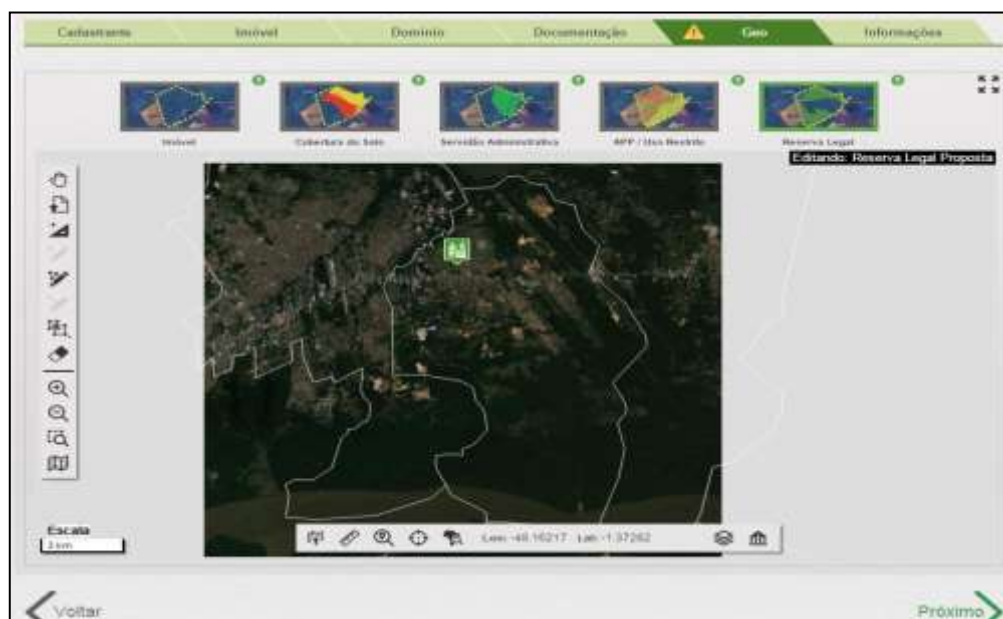 Cadastrante Imóvel Domínio Documentação Geo Informações
Imóvel Cobertura do Solo Servidão Administrativa APP / Uso Restrito Reserva Legal
Editando: Reserva Legal Proposta
Escala
Lon: -48.16217 Lat: -1.37262
Voltar Próximo